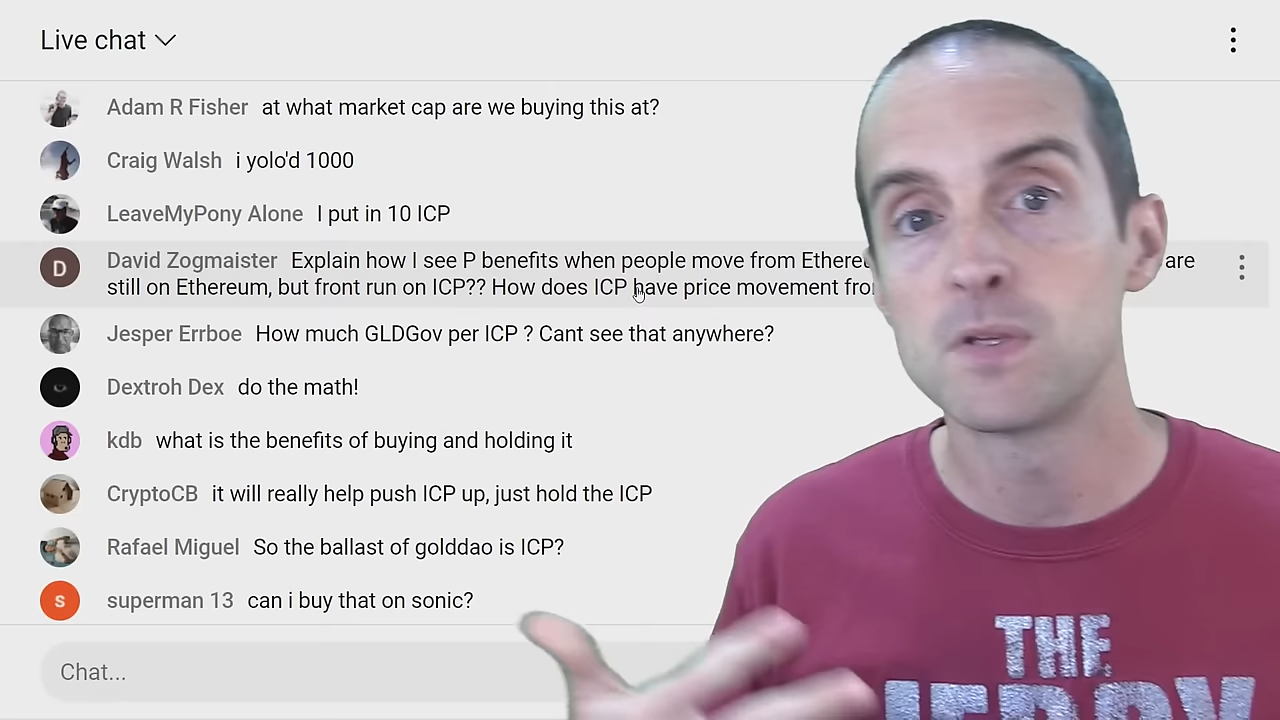 Live chat
Adam R Fisher at what market cap are we buying this at?
Craig Walsh i yolo'd 1000
LeaveMyPony Alone I put in 10 ICP
D David Zogmaister Explain how I see P benefits when people move from are
still on Ethereum, but front run on ICP?? How does ICP have price movement
Jesper Errboe How much GLDGov per ICP ? Cant see that anywhere?
Dextroh Dex do the math!
kdb what is the benefits of buying and holding it
CryptoCB it will really help push ICP up, just hold the ICP
Rafael Miguel So the ballast of golddao is ICP?
s superman 13 can i buy that on sonic?
Chat...
THE